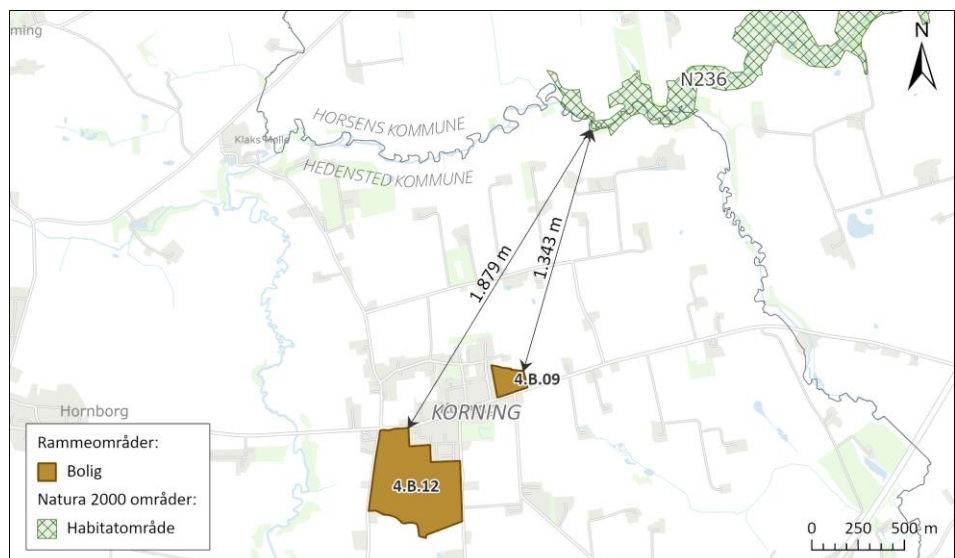 ming
N
N236
HORSENS KOMMUNE
Klaks Mølle
HEDENSTED KOMMUNE
1.879 m
1.343 m
4.B.09
KORNING
Hornborg
4.B.12
Rammeområder:
Bolig
Natura 2000 områder:
Habitatområde
0 250 500 m